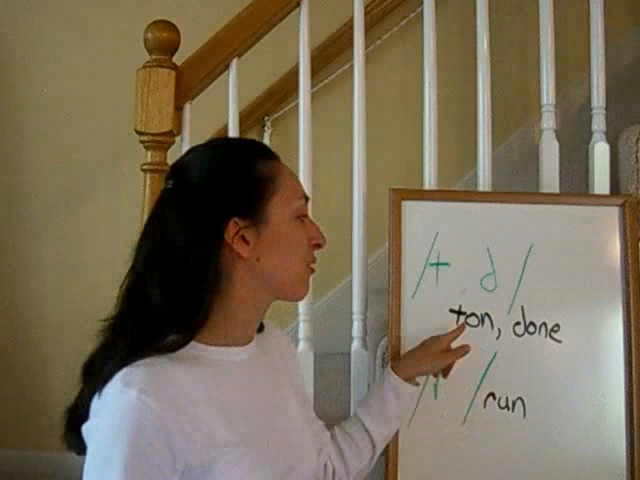 /t d/
ton, done
/r/ run